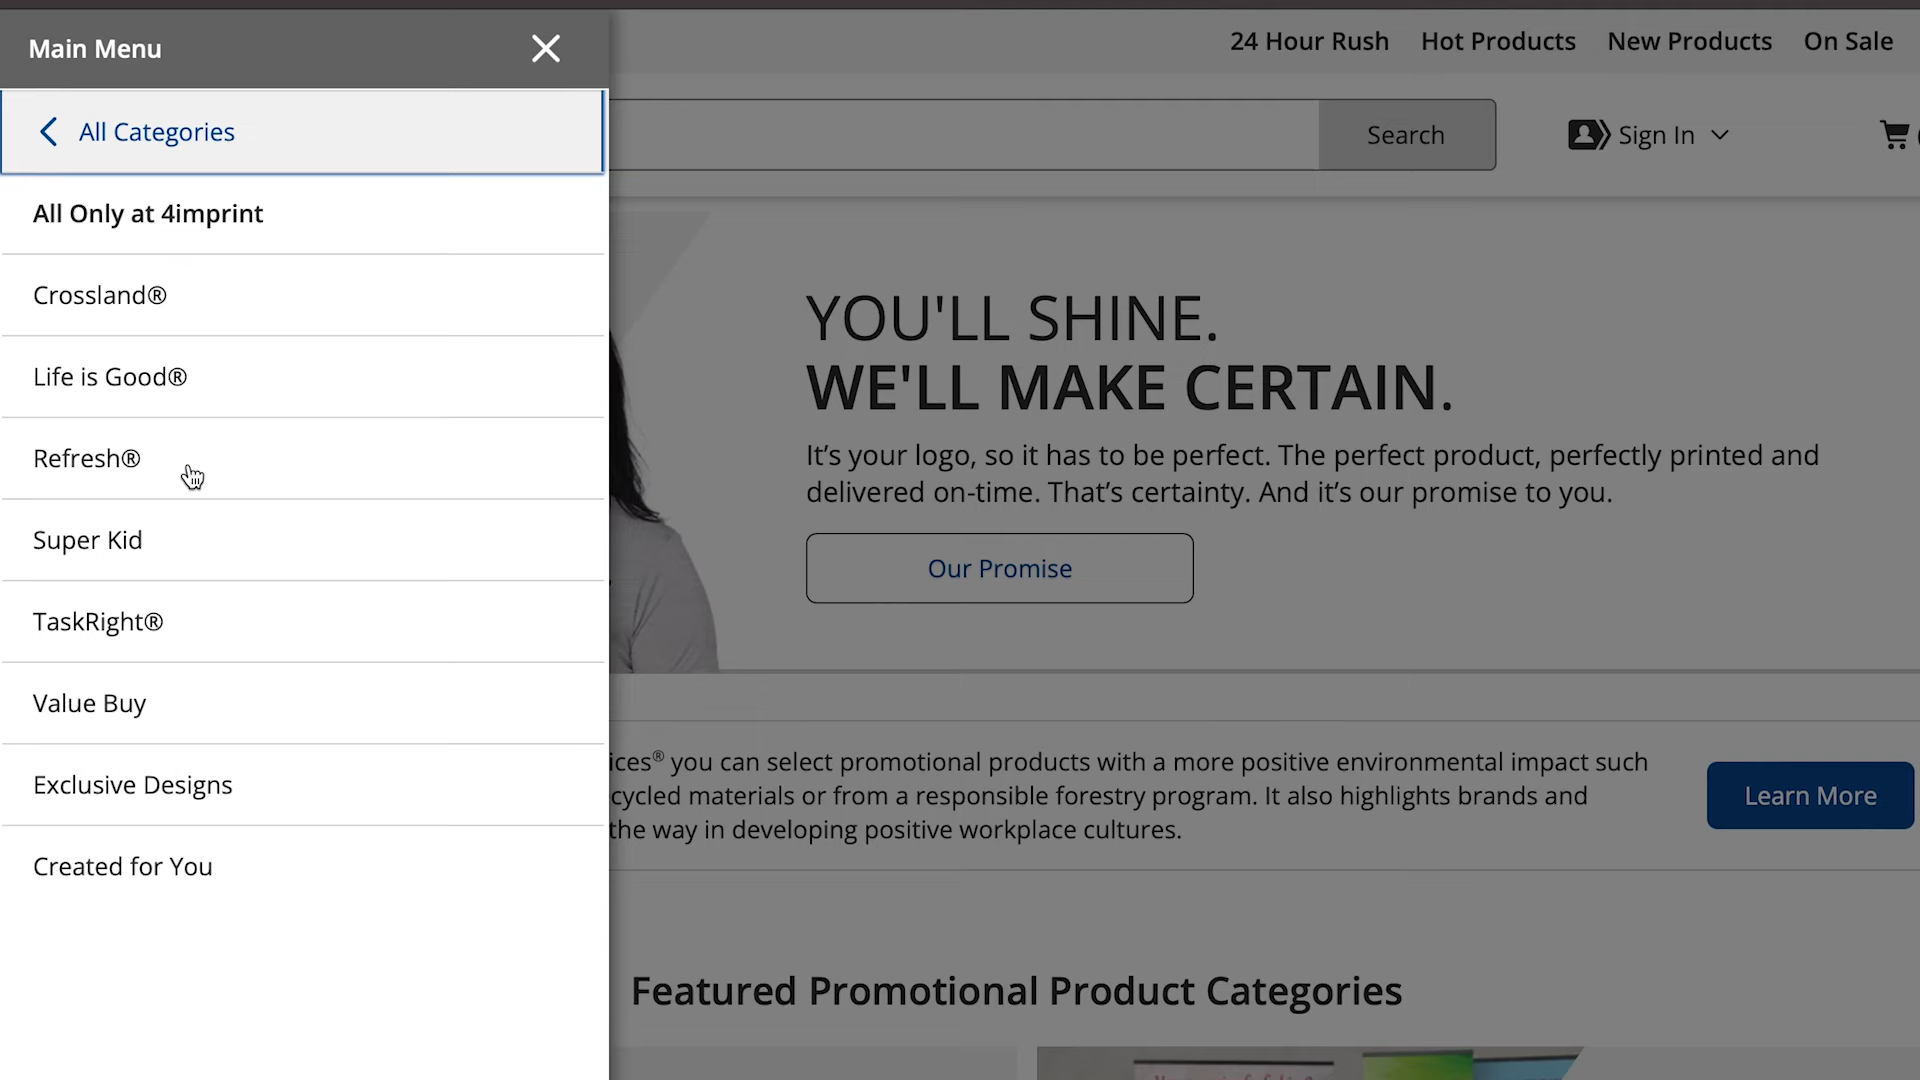 Main Menu
All Categories
All Only at 4imprint
Crossland®
Life is Good®
Refresh®
Super Kid
TaskRight®
Value Buy
Exclusive Designs
Created for You
24 Hour Rush
Hot Products
New Products
On Sale
Search
Sign In
YOU'LL SHINE.
WE'LL MAKE CERTAIN.
It’s your logo, so it has to be perfect. The perfect product, perfectly printed and
delivered on-time. That’s certainty. And it’s our promise to you.
Our Promise
ices® you can select promotional products with a more positive environmental impact such
cycled materials or from a responsible forestry program. It also highlights brands and
the way in developing positive workplace cultures.
Learn More
Featured Promotional Product Categories